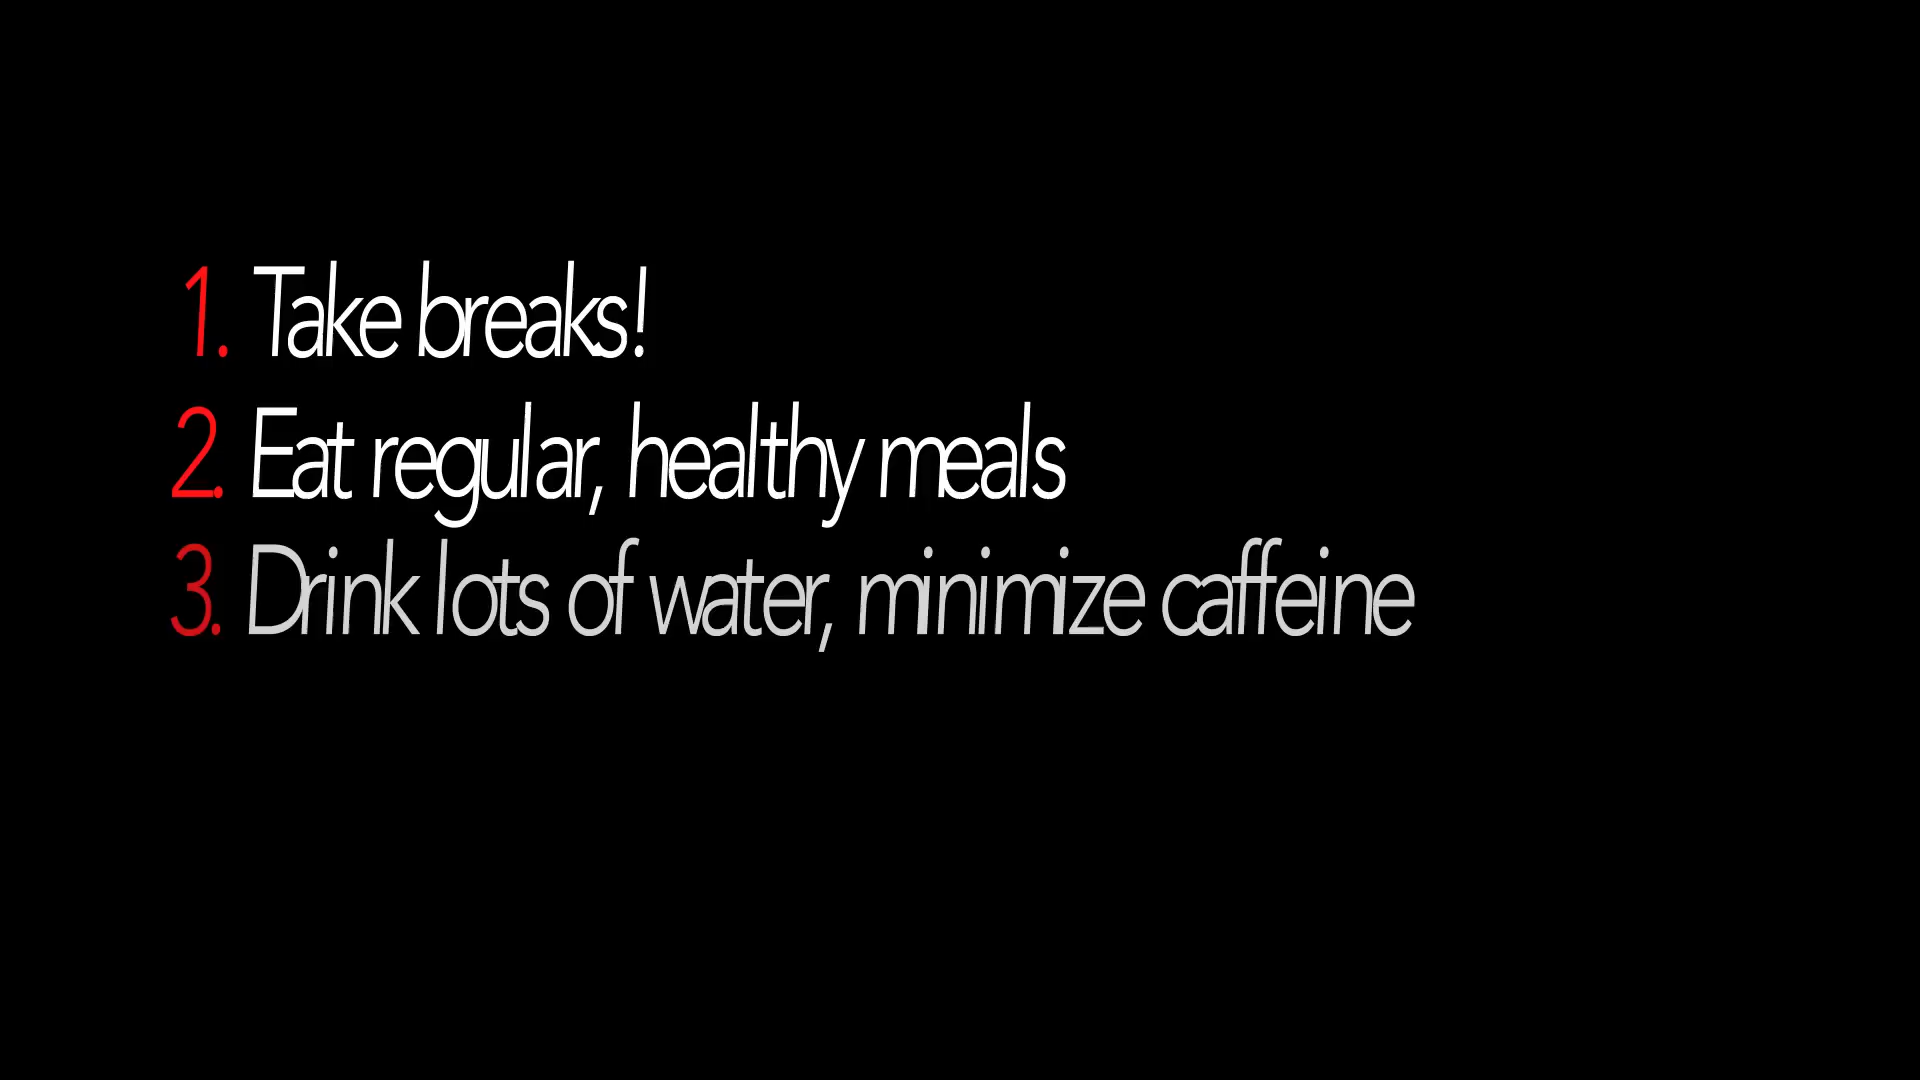 1. Take breaks!
2. Eat regular, healthy meals
3. Drink lots of water, minimize caffeine